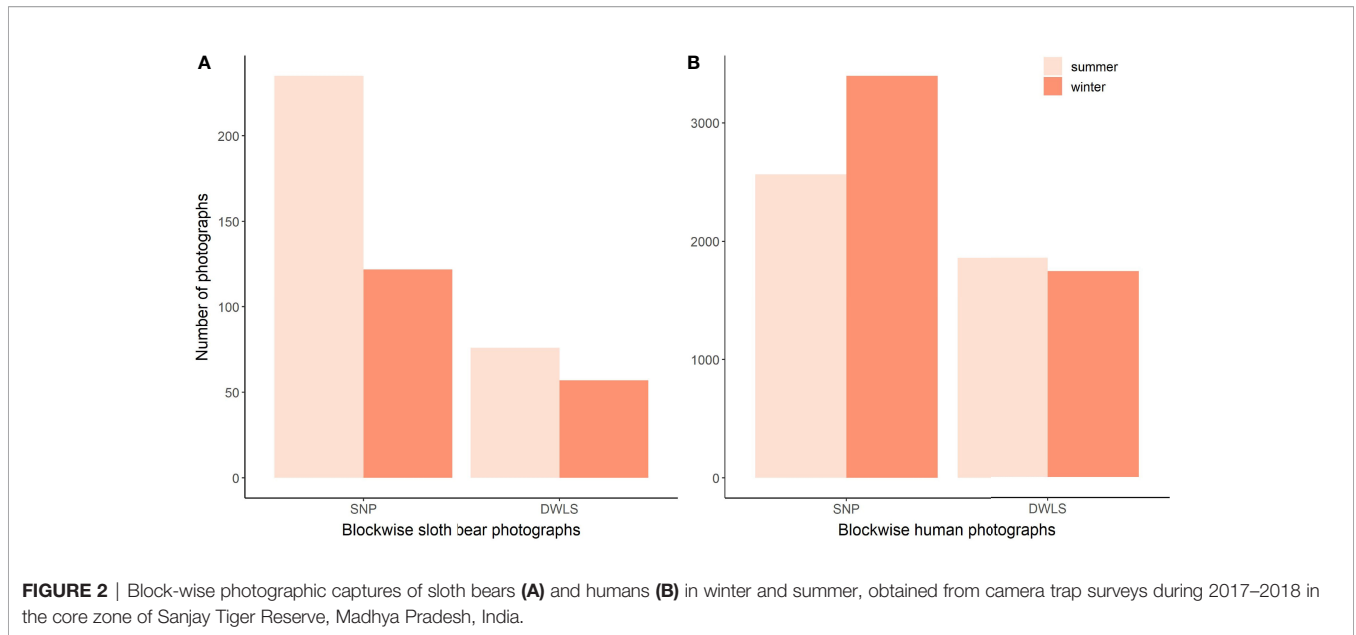 A
B
summer
winter
Number of photographs
200
150
100
50
0
3000
2000
1000
0
SNP
DWLS
SNP
DWLS
Blockwise sloth bear photographs
Blockwise human photographs
FIGURE 2 | Block-wise photographic captures of sloth bears (A) and humans (B) in winter and summer, obtained from camera trap surveys during 2017–2018 in
the core zone of Sanjay Tiger Reserve, Madhya Pradesh, India.